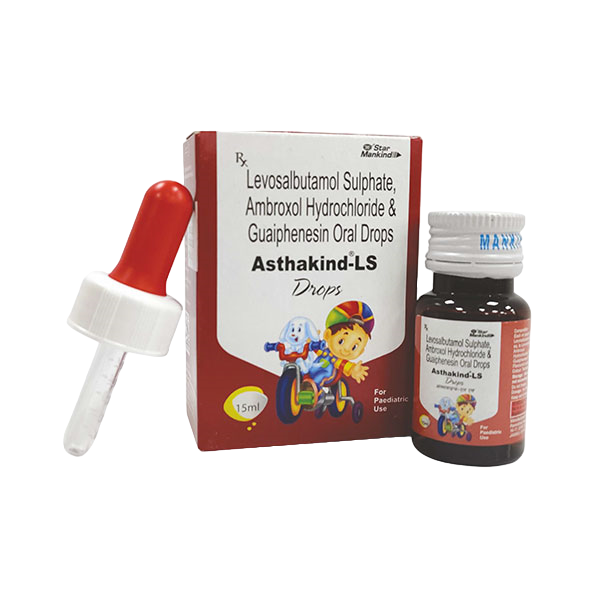 Star
Mankind
Rx
Levosalbutamol Sulphate,
Ambroxol Hydrochloride &
Guaiphenesin Oral Drops
Asthakind®-LS
Drops
15ml
For
Paediatric
Use
MANK
Rx
Star
Mankind
Levosalbutamol Sulphate,
Ambroxol Hydrochloride &
Guaiphenesin Oral Drops
Asthakind-LS
Drops
For
Paediatric
Use